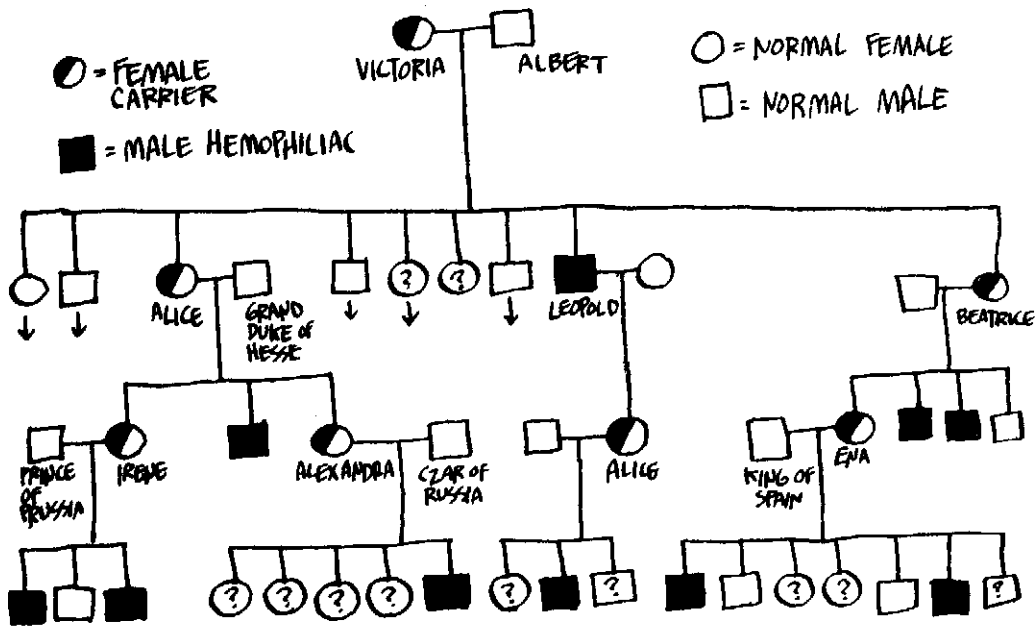 VICTORIA
ALBERT
= FEMALE
CARRIER
= MALE HEMOPHILIAC
= NORMAL FEMALE
= NORMAL MALE
?
?
ALICE
GRAND
DUKE OF
HESSE
LEOPOLD
BEATRICE
PRINCE
OF
PRUSSIA
IRENE
ALEXANDRA
CZAR OF
RUSSIA
ALICE
KING OF
SPAIN
ENA
?
?
?
?
?
?
?
?
?